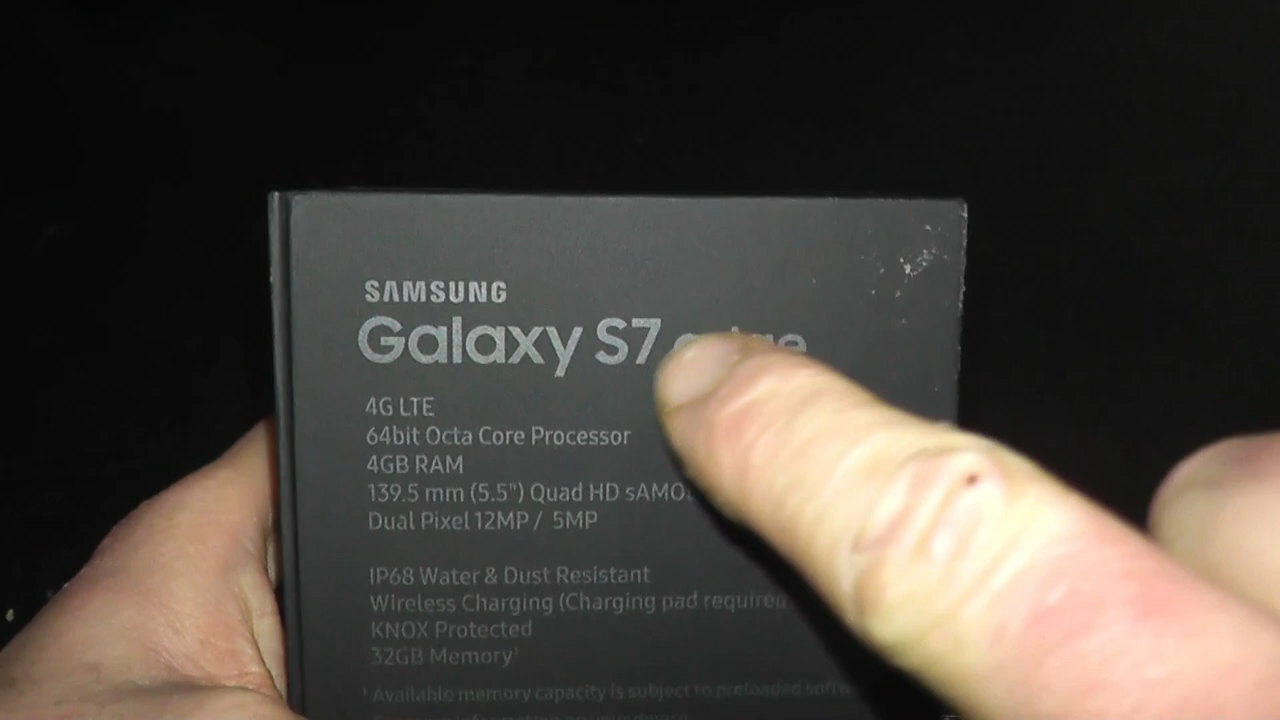 SAMSUNG
Galaxy S7
4G LTE
64bit Octa Core Processor
4GB RAM
139.5 mm (5.5") Quad HD
Dual Pixel 12MP / 5MP
IP68 Water & Dust Resistant
Wireless Charging (Charging pad required
KNOX Protected
32GB Memory¹
¹ Available memory capacity is subject to preloaded